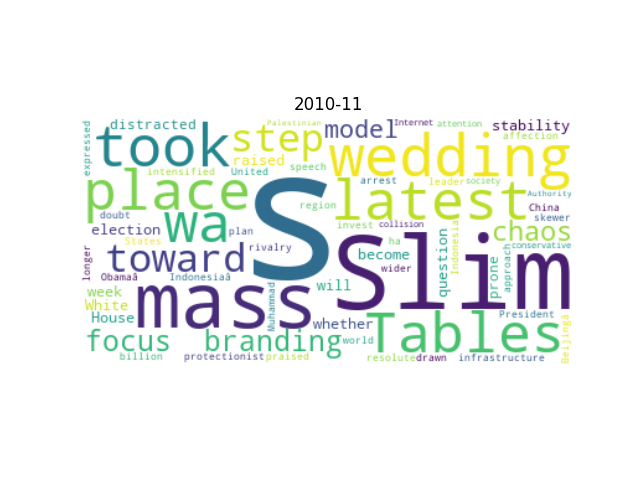 2010-11
expressed
distracted
Palestinian
Internet
attention
stability
took
step
model
affection
raised
wedding
intensified
United
speech
arrest
leader
society
Authority
place
S
latest
region
China
doubt
wa
invest
collision
skewer
election
plan
chaos
States
rivalry
ha
conservative
toward
become
question
Indonesia
prone
approach
longer
Obamaâ
Indonesiaâ
wider
Slim
week
mass
Muhammad
will
White
House
whether
Tables
President
focus
branding
world
Beijingâ
billion
protectionist
praised
resolute
drawn
infrastructure